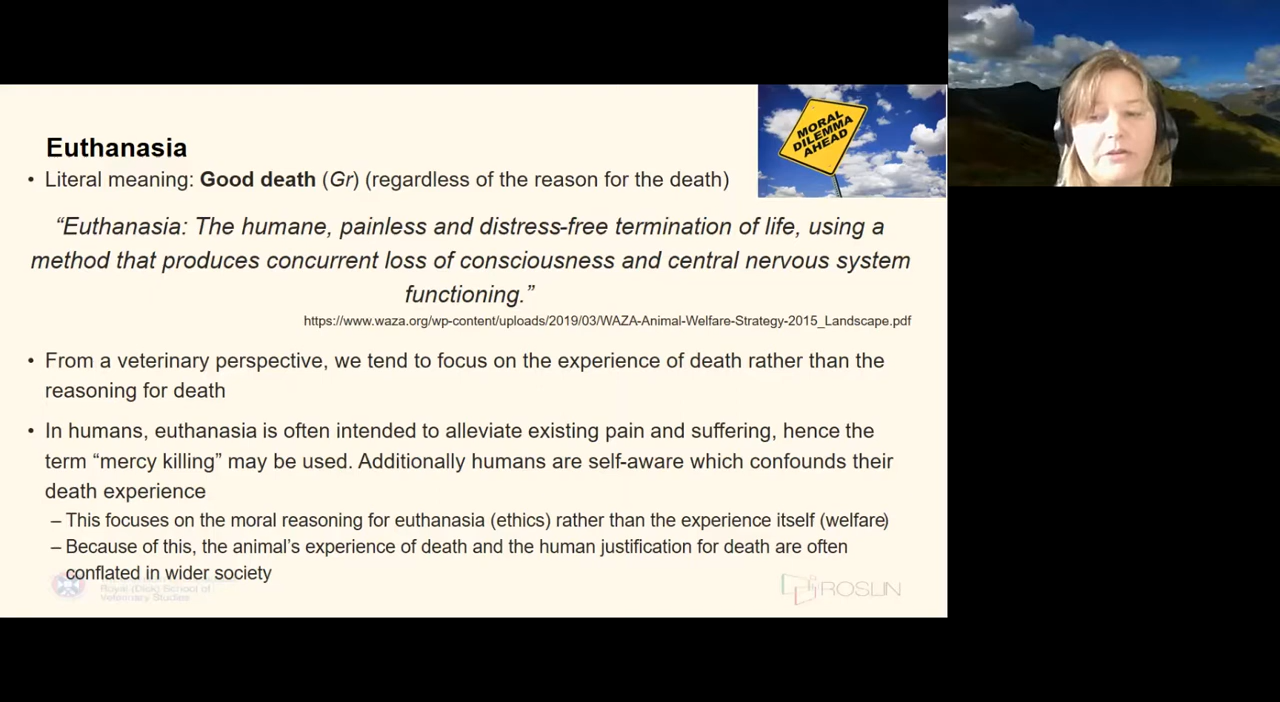 MORAL
DILEMMA
AHEAD
Euthanasia
• Literal meaning: Good death (Gr) (regardless of the reason for the death)
“Euthanasia: The humane, painless and distress-free termination of life, using a
method that produces concurrent loss of consciousness and central nervous system
functioning.”
https://www.waza.org/wp-content/uploads/2019/03/WAZA-Animal-Welfare-Strategy-2015_Landscape.pdf
• From a veterinary perspective, we tend to focus on the experience of death rather than the
reasoning for death
• In humans, euthanasia is often intended to alleviate existing pain and suffering, hence the
term “mercy killing” may be used. Additionally humans are self-aware which confounds their
death experience
– This focuses on the moral reasoning for euthanasia (ethics) rather than the experience itself (welfare)
– Because of this, the animal’s experience of death and the human justification for death are often
conflated in wider society
Royal (Dick) School of
Veterinary Studies
ROSLIN